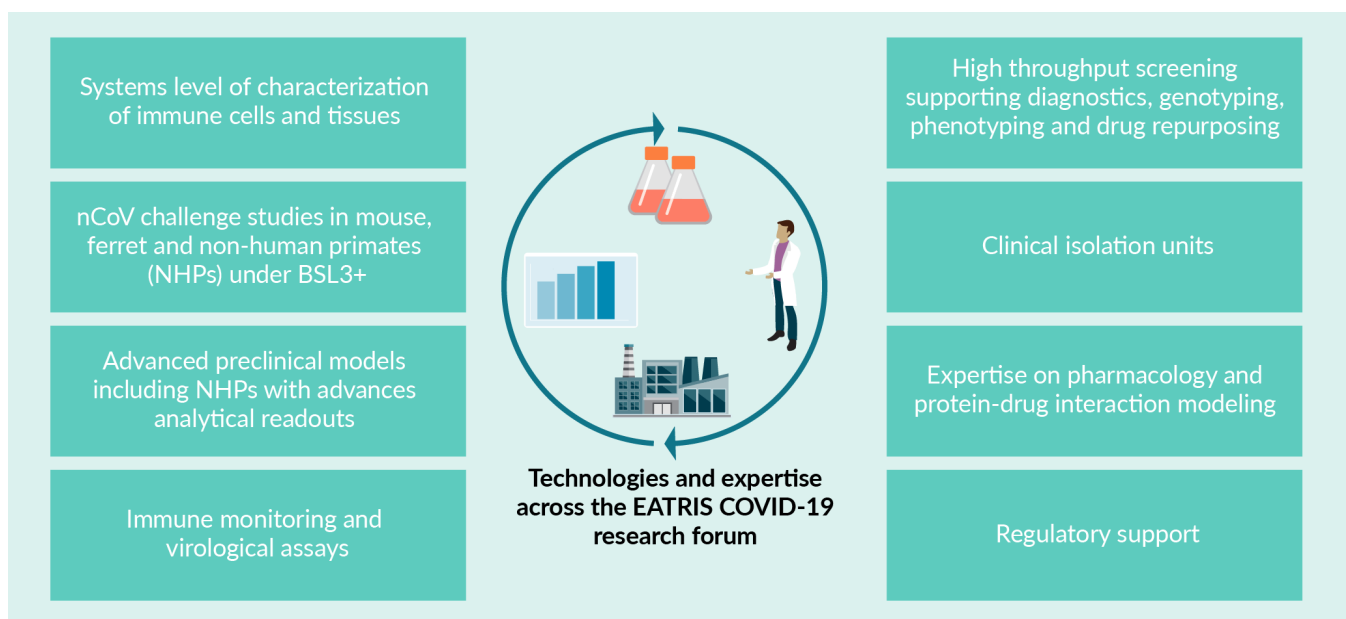 Systems level of characterization
of immune cells and tissues
nCoV challenge studies in mouse,
ferret and non-human primates
(NHPs) under BSL3+
Advanced preclinical models
including NHPs with advances
analytical readouts
Immune monitoring and
virological assays
Technologies and expertise
across the EATRIS COVID-19
research forum
High throughput screening
supporting diagnostics, genotyping,
phenotyping and drug repurposing
Clinical isolation units
Expertise on pharmacology and
protein-drug interaction modeling
Regulatory support